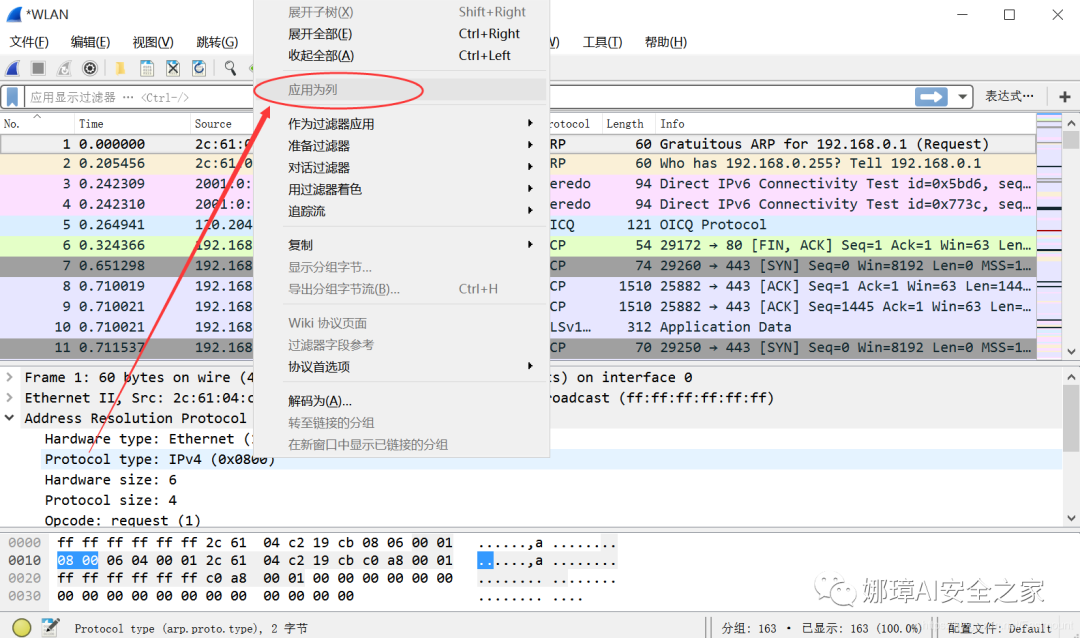 *WLAN
文件(F) 编辑(E) 视图(V) 跳转(G) 工具(T) 帮助(H)
展开子树(X) Shift+Right
展开全部(E) Ctrl+Right
收起全部(A) Ctrl+Left
应用为列
作为过滤器应用
准备过滤器
对话过滤器
用过滤器着色
追踪流
复制
显示分组字节...
导出分组字节流(B)... Ctrl+H
Wiki 协议页面
过滤器字段参考
协议首选项
解码为(A)...
转至链接的分组
在新窗口中显示已链接的分组
应用显示过滤器 … <Ctrl-/> 表达式… +
No. Time Source otocol Length Info
1 0.000000 2c:61:0 RP 60 Gratuitous ARP for 192.168.0.1 (Request)
2 0.205456 2c:61:0 RP 60 Who has 192.168.0.255? Tell 192.168.0.1
3 0.242309 2001:0: eredo 94 Direct IPv6 Connectivity Test id=0x5bd6, seq…
4 0.242310 2001:0: eredo 94 Direct IPv6 Connectivity Test id=0x773c, seq…
5 0.264941 120.204 ICQ 121 OICQ Protocol
6 0.324366 192.168 CP 54 29172 → 80 [FIN, ACK] Seq=1 Ack=1 Win=63 Len…
7 0.651298 192.168 CP 74 29260 → 443 [SYN] Seq=0 Win=8192 Len=0 MSS=1…
8 0.710019 192.168 CP 1510 25882 → 443 [ACK] Seq=1 Ack=1 Win=63 Len=144…
9 0.710021 192.168 CP 1510 25882 → 443 [ACK] Seq=1445 Ack=1 Win=63 Len=…
10 0.710021 192.168 LSv1… 312 Application Data
11 0.711537 192.168 CP 70 29250 → 443 [SYN] Seq=0 Win=8192 Len=0 MSS=1…
Frame 1: 60 bytes on wire (4 ts) on interface 0
Ethernet II, Src: 2c:61:04:c roadcast (ff:ff:ff:ff:ff:ff)
Address Resolution Protocol
Hardware type: Ethernet (
Protocol type: IPv4 (0x0800)
Hardware size: 6
Protocol size: 4
Opcode: request (1)
0000 ff ff ff ff ff ff 2c 61 04 c2 19 cb 08 06 00 01 ······,a ········
0010 08 00 06 04 00 01 2c 61 04 c2 19 cb c0 a8 00 01 ······,a ········
0020 ff ff ff ff ff ff c0 a8 00 01 00 00 00 00 00 00 ········ ········
0030 00 00 00 00 00 00 00 00 00 00 00 00 ········ ····
娜璋AI安全之家
Protocol type (arp.proto.type), 2 字节 分组: 163 · 已显示: 163 (100.0%) 配置文件: Default